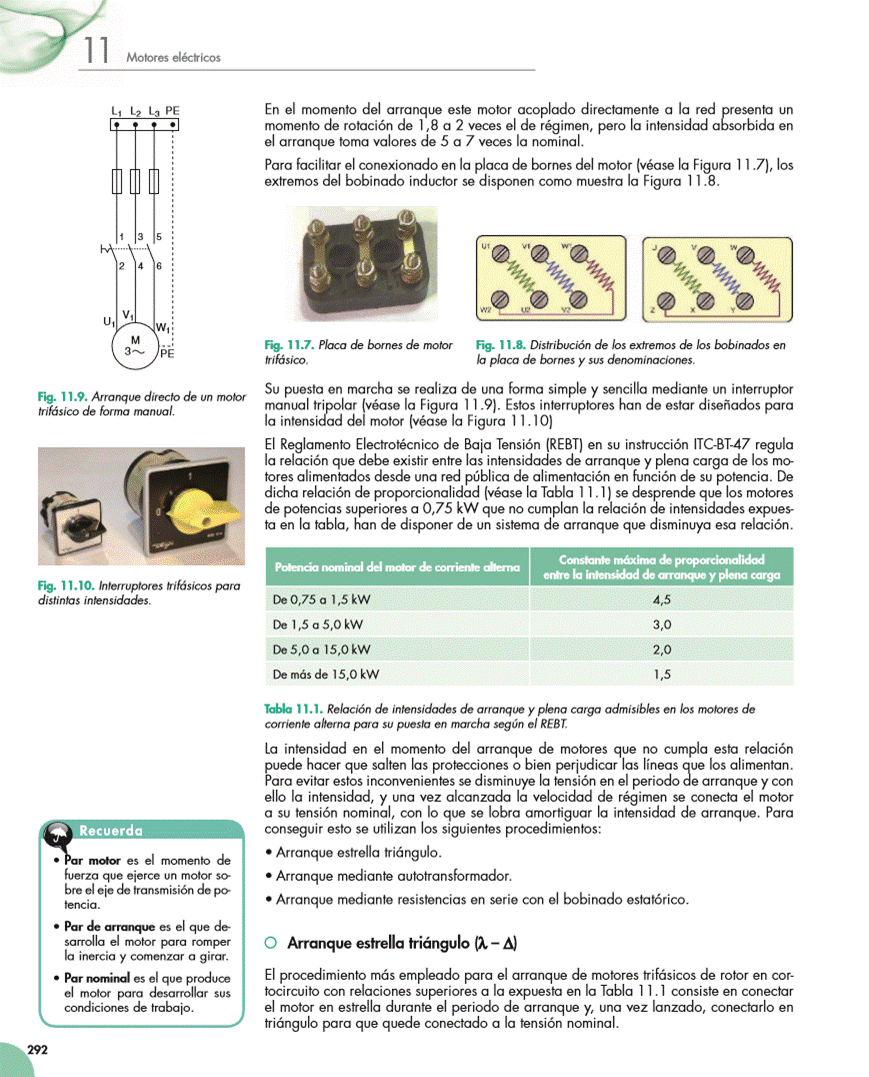 11 Motores eléctricos
L1 L2 L3 PE
1 3 5
2 4 6
U1 V1 W1
M
3~ PE
Fig. 11.9. Arranque directo de un motor
trifásico de forma manual.
0 1
Fig. 11.10. Interruptores trifásicos para
distintas intensidades.
Recuerda
• Par motor es el momento de
fuerza que ejerce un motor so-
bre el eje de transmisión de po-
tencia.
• Par de arranque es el que de-
sarrolla el motor para romper
la inercia y comenzar a girar.
• Par nominal es el que produce
el motor para desarrollar sus
condiciones de trabajo.
En el momento del arranque este motor acoplado directamente a la red presenta un
momento de rotación de 1,8 a 2 veces el de régimen, pero la intensidad absorbida en
el arranque toma valores de 5 a 7 veces la nominal.
Para facilitar el conexionado en la placa de bornes del motor (véase la Figura 11.7), los
extremos del bobinado inductor se disponen como muestra la Figura 11.8.
U1 V1 W1
W2 U2 V2
V W
Z X Y
Fig. 11.7. Placa de bornes de motor
trifásico.
Fig. 11.8. Distribución de los extremos de los bobinados en
la placa de bornes y sus denominaciones.
Su puesta en marcha se realiza de una forma simple y sencilla mediante un interruptor
manual tripolar (véase la Figura 11.9). Estos interruptores han de estar diseñados para
la intensidad del motor (véase la Figura 11.10)
El Reglamento Electrotécnico de Baja Tensión (REBT) en su instrucción ITC-BT-47 regula
la relación que debe existir entre las intensidades de arranque y plena carga de los mo-
tores alimentados desde una red pública de alimentación en función de su potencia. De
dicha relación de proporcionalidad (véase la Tabla 11.1) se desprende que los motores
de potencias superiores a 0,75 kW que no cumplan la relación de intensidades expues-
ta en la tabla, han de disponer de un sistema de arranque que disminuya esa relación.
Potencia nominal del motor de corriente alterna
Constante máxima de proporcionalidad
entre la intensidad de arranque y plena carga
De 0,75 a 1,5 kW 4,5
De 1,5 a 5,0 kW 3,0
De 5,0 a 15,0 kW 2,0
De más de 15,0 kW 1,5
Tabla 11.1. Relación de intensidades de arranque y plena carga admisibles en los motores de
corriente alterna para su puesta en marcha según el REBT.
La intensidad en el momento del arranque de motores que no cumpla esta relación
puede hacer que salten las protecciones o bien perjudicar las líneas que los alimentan.
Para evitar estos inconvenientes se disminuye la tensión en el periodo de arranque y con
ello la intensidad, y una vez alcanzada la velocidad de régimen se conecta el motor
a su tensión nominal, con lo que se lobra amortiguar la intensidad de arranque. Para
conseguir esto se utilizan los siguientes procedimientos:
• Arranque estrella triángulo.
• Arranque mediante autotransformador.
• Arranque mediante resistencias en serie con el bobinado estatórico.
Arranque estrella triángulo (⅄ – Δ)
El procedimiento más empleado para el arranque de motores trifásicos de rotor en cor-
tocircuito con relaciones superiores a la expuesta en la Tabla 11.1 consiste en conectar
el motor en estrella durante el periodo de arranque y, una vez lanzado, conectarlo en
triángulo para que quede conectado a la tensión nominal.
292